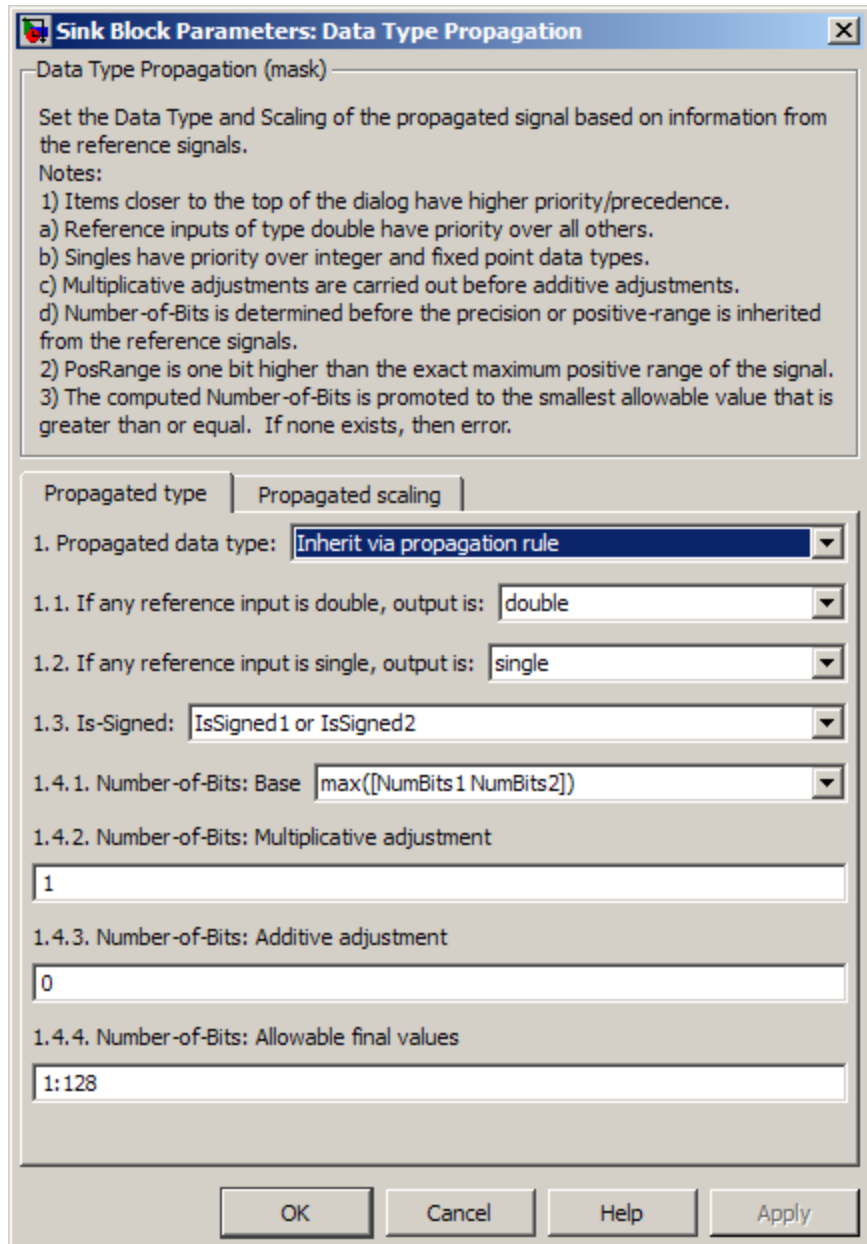 Sink Block Parameters: Data Type Propagation
Data Type Propagation (mask)
Set the Data Type and Scaling of the propagated signal based on information from
the reference signals.
Notes:
1) Items closer to the top of the dialog have higher priority/precedence.
a) Reference inputs of type double have priority over all others.
b) Singles have priority over integer and fixed point data types.
c) Multiplicative adjustments are carried out before additive adjustments.
d) Number-of-Bits is determined before the precision or positive-range is inherited
from the reference signals.
2) PosRange is one bit higher than the exact maximum positive range of the signal.
3) The computed Number-of-Bits is promoted to the smallest allowable value that is
greater than or equal.  If none exists, then error.
Propagated type Propagated scaling
1. Propagated data type: Inherit via propagation rule
1.1. If any reference input is double, output is: double
1.2. If any reference input is single, output is: single
1.3. Is-Signed: IsSigned1 or IsSigned2
1.4.1. Number-of-Bits: Base max([NumBits1 NumBits2])
1.4.2. Number-of-Bits: Multiplicative adjustment
1
1.4.3. Number-of-Bits: Additive adjustment
0
1.4.4. Number-of-Bits: Allowable final values
1:128
OK Cancel Help Apply